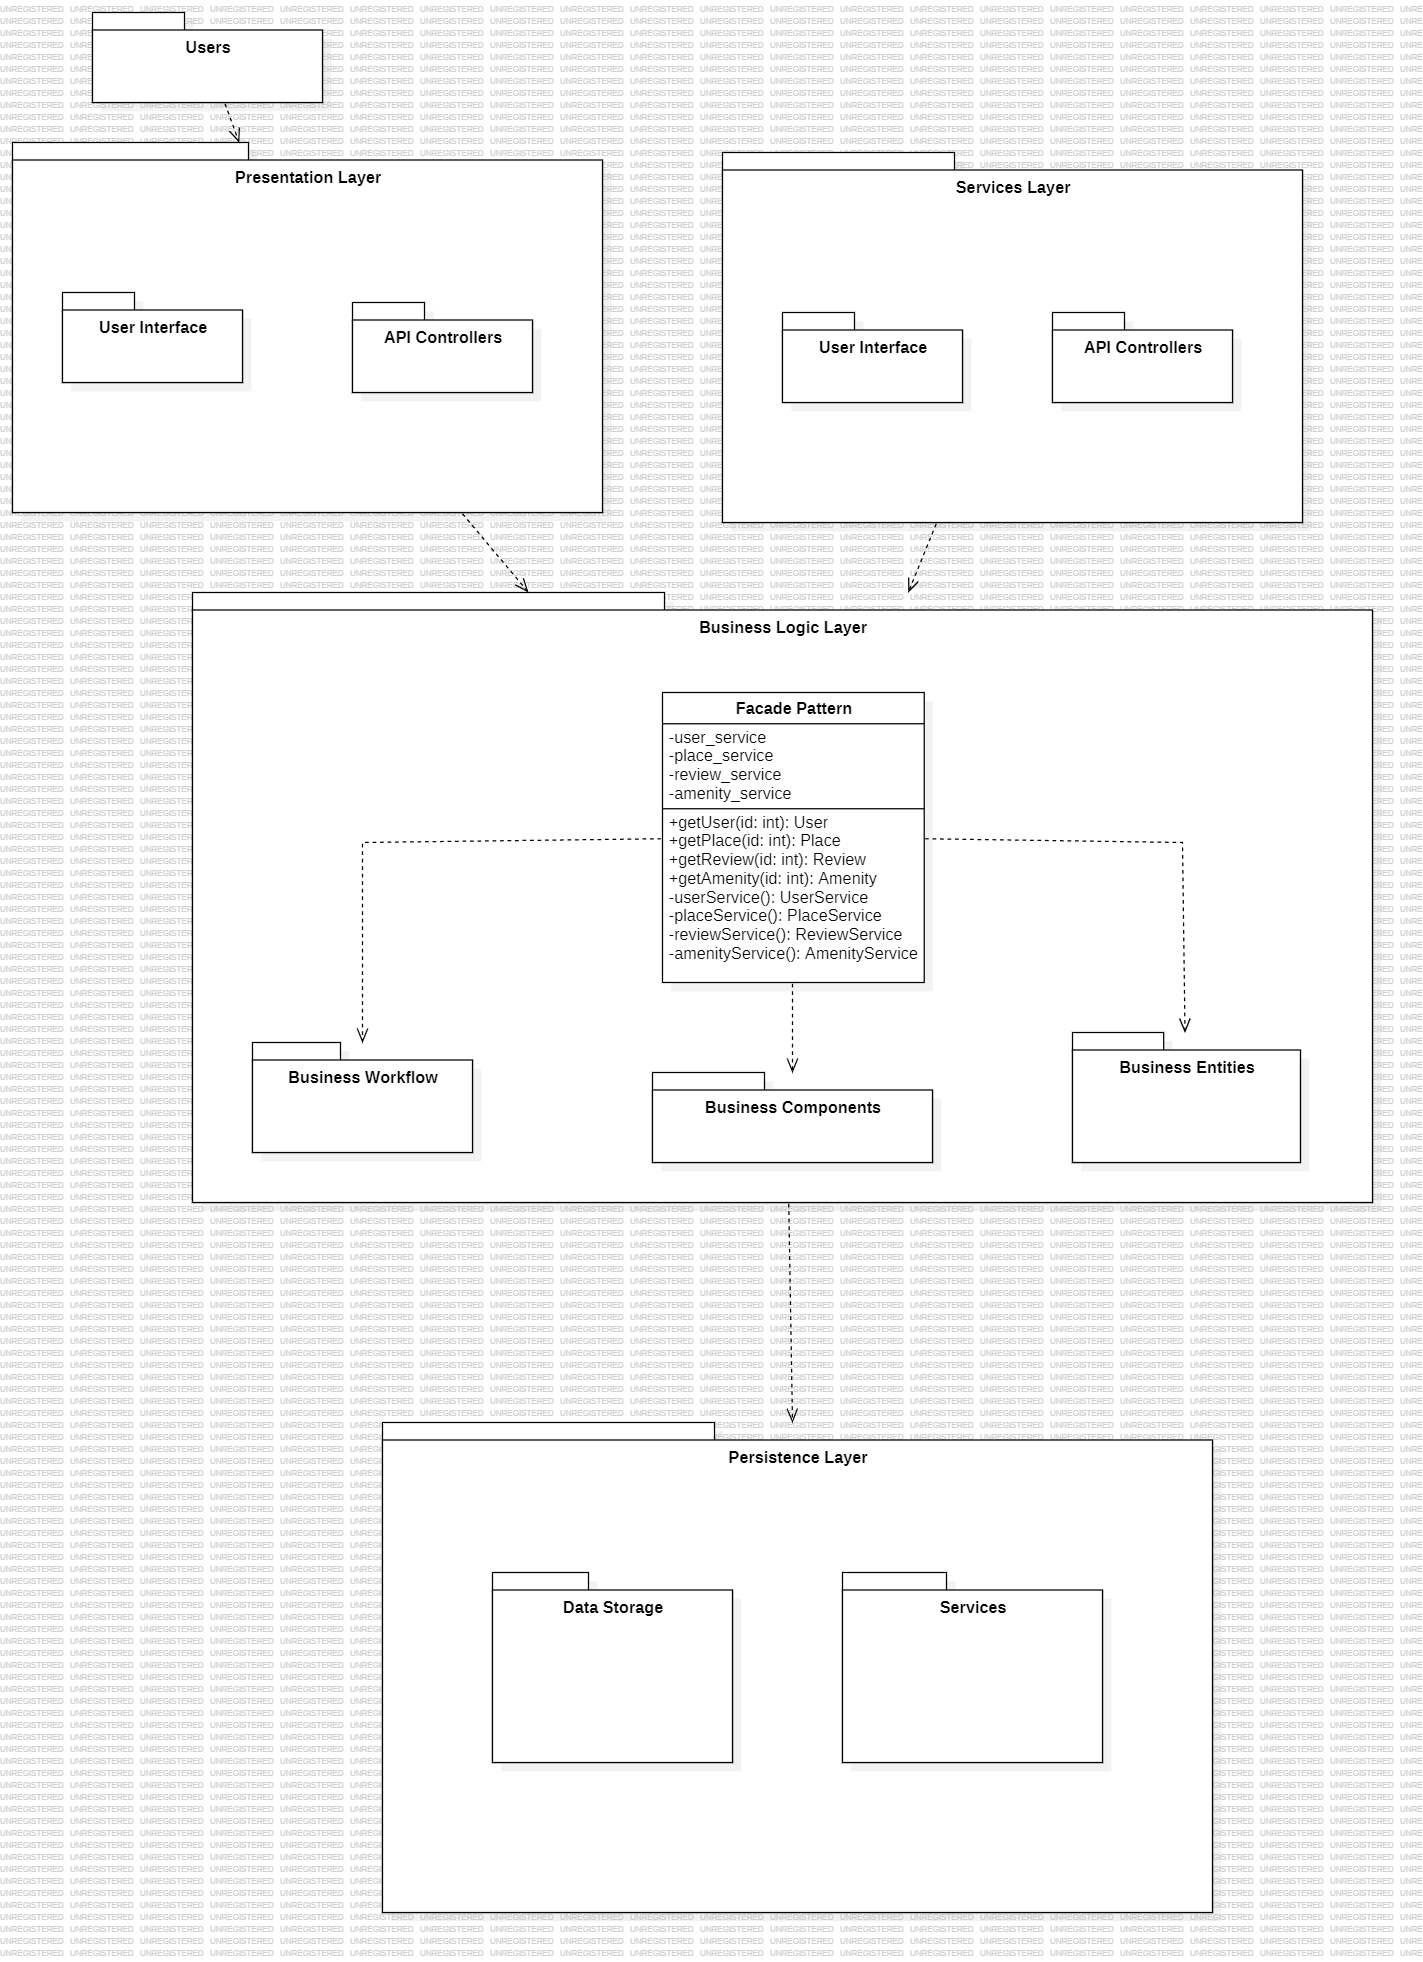 Users
Presentation Layer
Services Layer
User Interface
API Controllers
User Interface
API Controllers
Business Logic Layer
Facade Pattern
-user_service
-place_service
-review_service
-amenity_service
+getUser(id: int): User
+getPlace(id: int): Place
+getReview(id: int): Review
+getAmenity(id: int): Amenity
-userService(): UserService
-placeService(): PlaceService
-reviewService(): ReviewService
-amenityService(): AmenityService
Business Workflow
Business Components
Business Entities
Persistence Layer
Data Storage
Services
UNREGISTERED